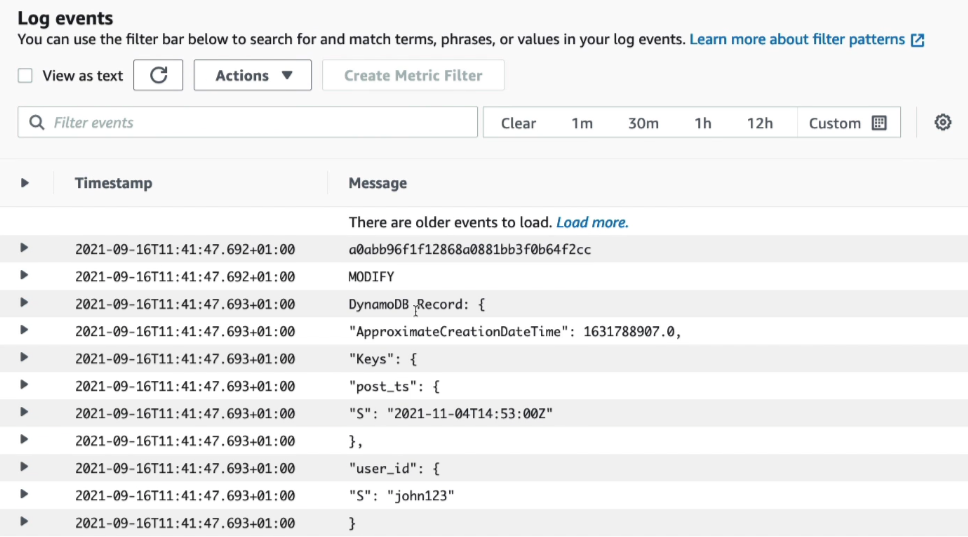 Log events
You can use the filter bar below to search for and match terms, phrases, or values in your log events. Learn more about filter patterns
View as text Actions Create Metric Filter
Filter events Clear 1m 30m 1h 12h Custom
Timestamp Message
There are older events to load. Load more.
2021-09-16T11:41:47.692+01:00 a0abb96f1f12868a0881bb3f0b64f2cc
2021-09-16T11:41:47.692+01:00 MODIFY
2021-09-16T11:41:47.693+01:00 DynamoDB Record: {
2021-09-16T11:41:47.693+01:00 "ApproximateCreationDateTime": 1631788907.0,
2021-09-16T11:41:47.693+01:00 "Keys": {
2021-09-16T11:41:47.693+01:00 "post_ts": {
2021-09-16T11:41:47.693+01:00 "S": "2021-11-04T14:53:00Z"
2021-09-16T11:41:47.693+01:00 },
2021-09-16T11:41:47.693+01:00 "user_id": {
2021-09-16T11:41:47.693+01:00 "S": "john123"
2021-09-16T11:41:47.693+01:00 }